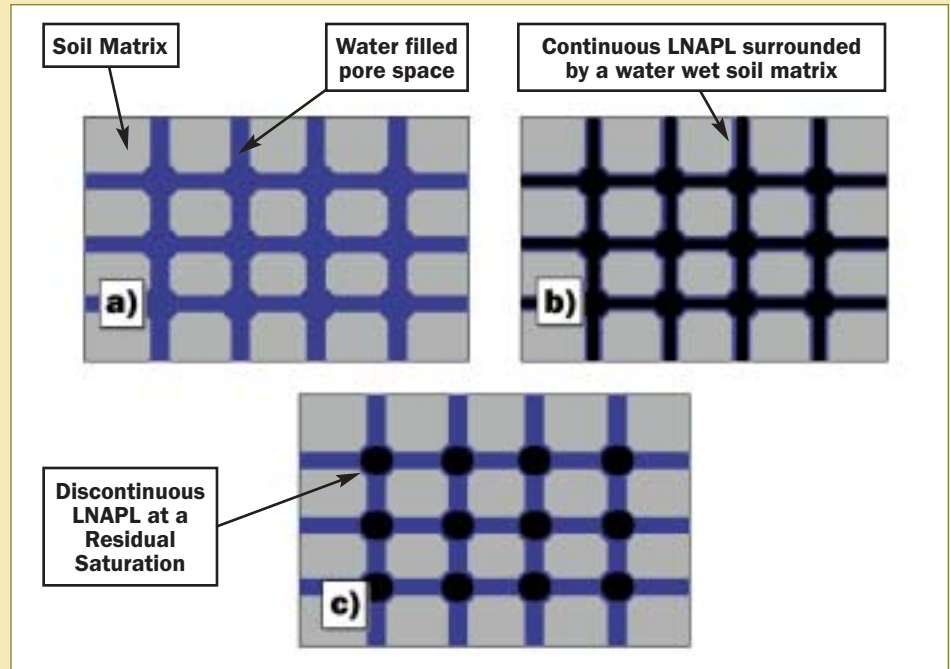 Soil Matrix
Water filled
pore space
Continuous LNAPL surrounded
by a water wet soil matrix
a)
b)
Discontinuous
LNAPL at a
Residual
Saturation
c)